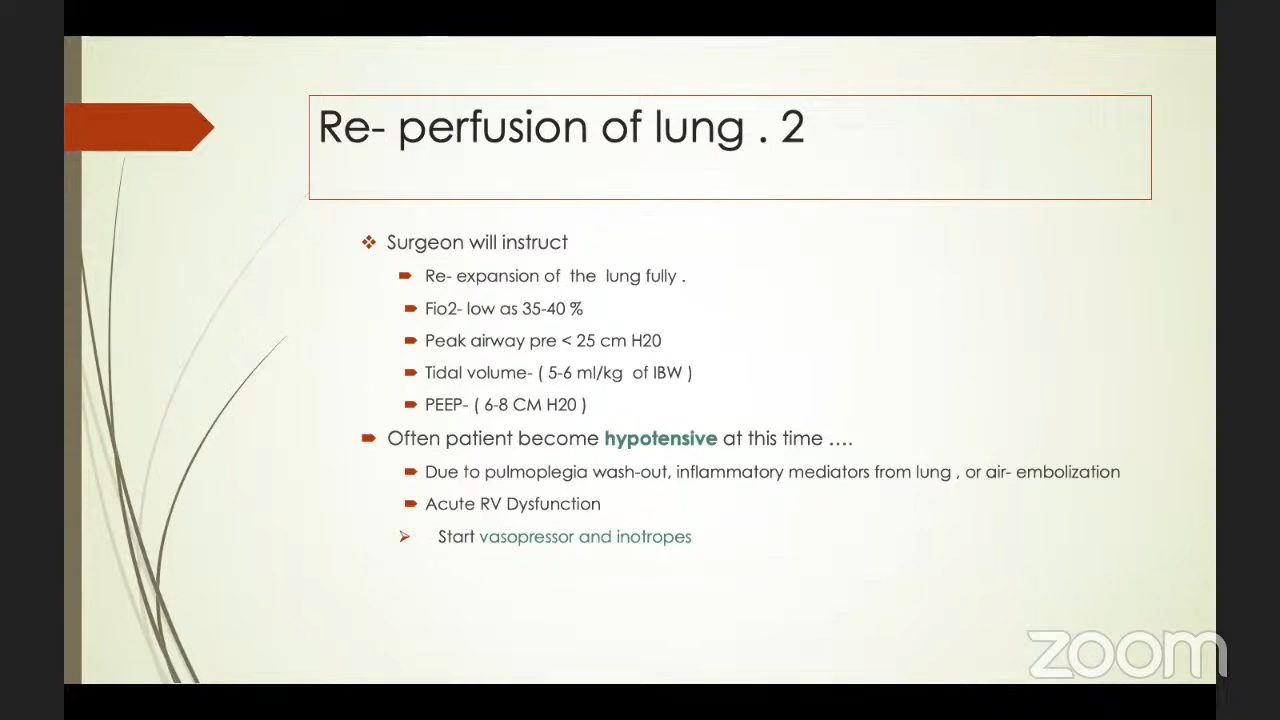 Re- perfusion of lung . 2
Surgeon will instruct
Re- expansion of the lung fully .
Fio2- low as 35-40 %
Peak airway pre < 25 cm H20
Tidal volume- ( 5-6 ml/kg of IBW )
PEEP- ( 6-8 CM H20 )
Often patient become hypotensive at this time ....
Due to pulmoplegia wash-out, inflammatory mediators from lung , or air- embolization
Acute RV Dysfunction
Start vasopressor and inotropes
zoom